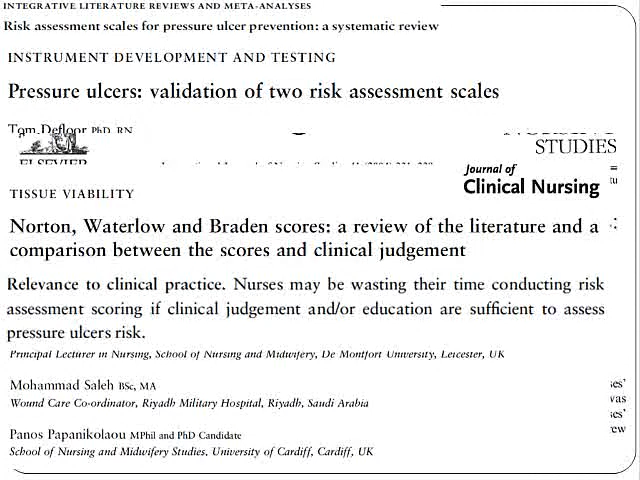 INTEGRATIVE LITERATURE REVIEWS AND META-ANALYSES
Risk assessment scales for pressure ulcer prevention: a systematic review
INSTRUMENT DEVELOPMENT AND TESTING
Pressure ulcers: validation of two risk assessment scales
Tom Defloor PhD, RN
STUDIES
ELSEVIER
Journal of
Clinical Nursing
TISSUE VIABILITY
Norton, Waterlow and Braden scores: a review of the literature and a
comparison between the scores and clinical judgement
Relevance to clinical practice. Nurses may be wasting their time conducting risk
assessment scoring if clinical judgement and/or education are sufficient to assess
pressure ulcers risk.
Principal Lecturer in Nursing, School of Nursing and Midwifery, De Montfort University, Leicester, UK
Mohammad Saleh BSc, MA
Wound Care Co-ordinator, Riyadh Military Hospital, Riyadh, Saudi Arabia
Panos Papanikolaou MPhil and PhD Candidate
School of Nursing and Midwifery Studies, University of Cardiff, Cardiff, UK